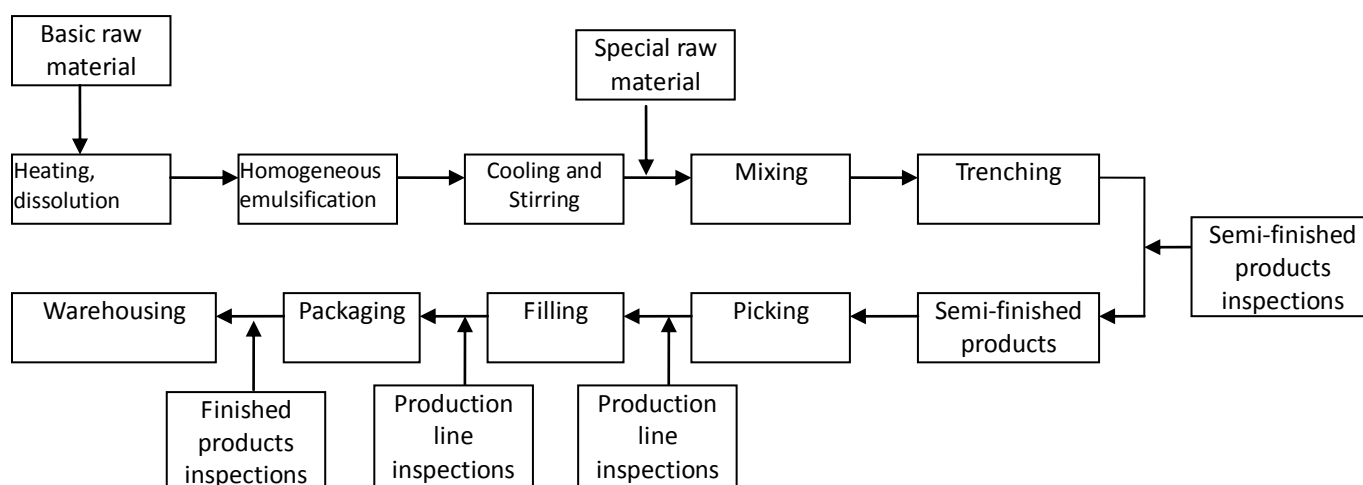 Basic raw
material
Special raw
material
Heating,
dissolution
Homogeneous
emulsification
Cooling and
Stirring
Mixing
Trenching
Semi-finished
products
inspections
Warehousing
Packaging
Filling
Picking
Semi-finished
products
Finished
products
inspections
Production
line
inspections
Production
line
inspections